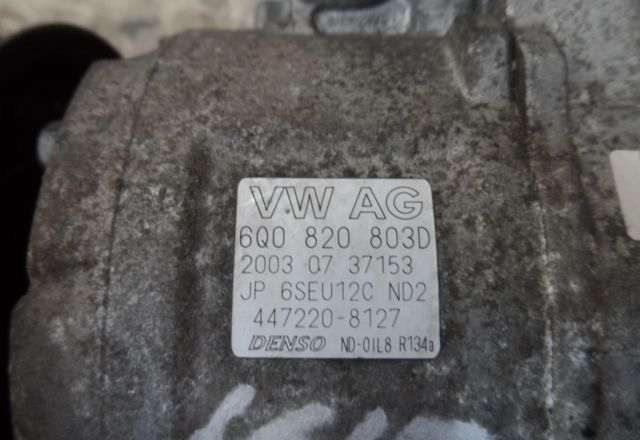 VW AG
6Q0 820 803D
2003 07 37153
JP 6SEU12C ND2
447220-8127
DENSO ND-OIL8 R134a